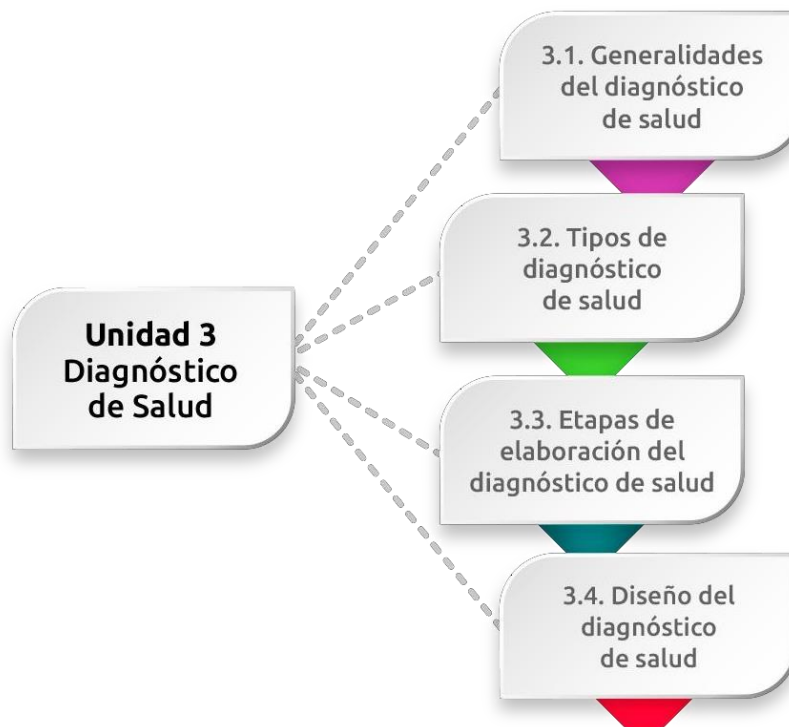 3.1. Generalidades
del diagnóstico
de salud
3.2. Tipos de
diagnóstico
de salud
Unidad 3
Diagnóstico
de Salud
3.3. Etapas de
elaboración del
diagnóstico de salud
3.4. Diseño del
diagnóstico
de salud